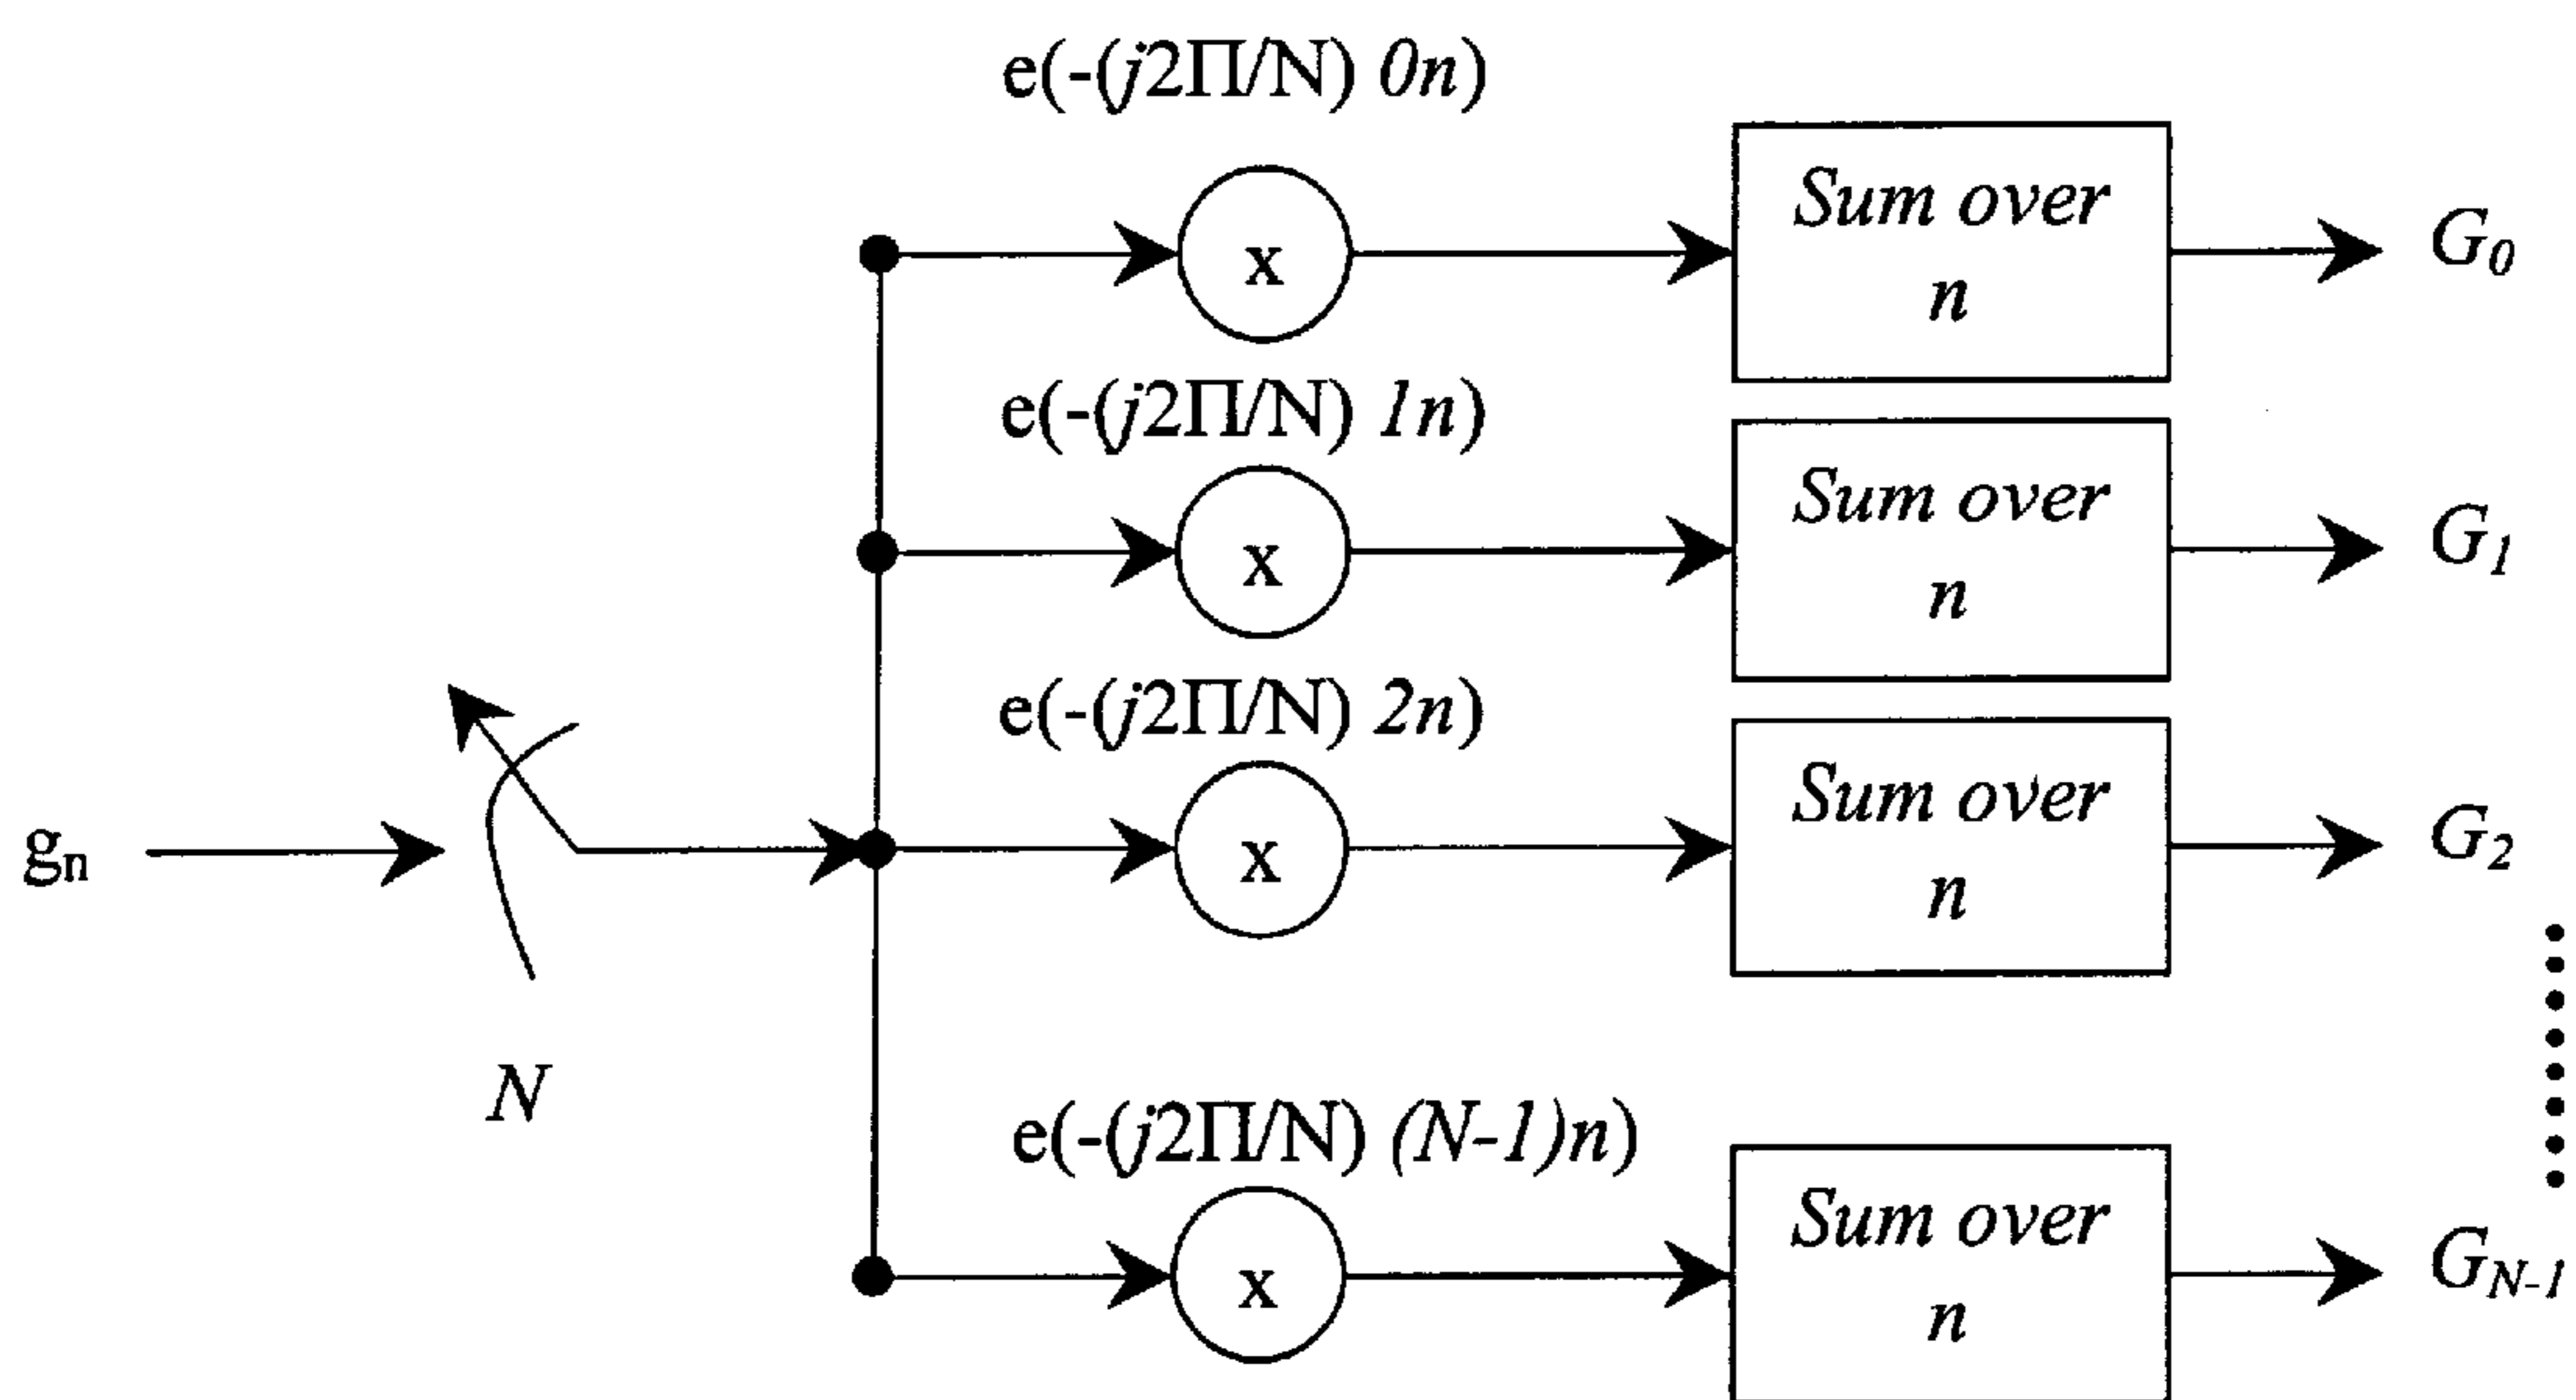 e(-(j2Π/N) 0n)
Sum over
n
G0
e(-(j2Π/N) 1n)
Sum over
n
G1
e(-(j2Π/N) 2n)
Sum over
n
G2
gn
N
e(-(j2Π/N) (N-1)n)
Sum over
n
GN-1
x
x
x
x